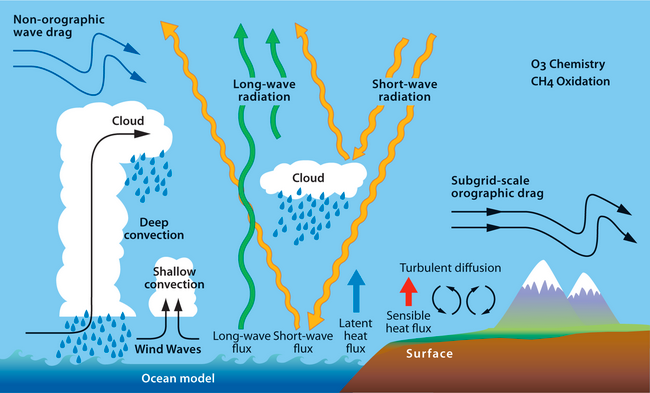 Non-orographic
wave drag
O3 Chemistry
CH4 Oxidation
Long-wave
radiation
Short-wave
radiation
Cloud
Cloud
Subgrid-scale
orographic drag
Deep
convection
Shallow
convection
Turbulent diffusion
Wind Waves
Long-wave
flux
Short-wave
flux
Latent
heat
flux
Sensible
heat flux
Surface
Ocean model